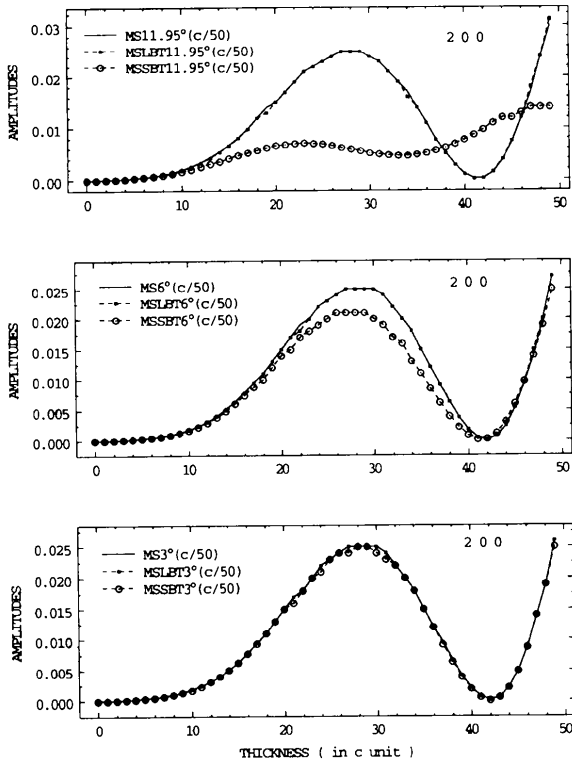 0.03
0.02
0.01
0.00
AMPLITUDES
MS11.95°(c/50)
MSLBT11.95°(c/50)
MSSBT11.95°(c/50)
2 0 0
0 10 20 30 40 50
0.025
0.020
0.015
0.010
0.005
0.000
AMPLITUDES
MS6°(c/50)
MSLBT6°(c/50)
MSSBT6°(c/50)
2 0 0
0 10 20 30 40 50
0.025
0.020
0.015
0.010
0.005
0.000
AMPLITUDES
MS3°(c/50)
MSLBT3°(c/50)
MSSBT3°(c/50)
2 0 0
0 10 20 30 40 50
THICKNESS ( in c unit )